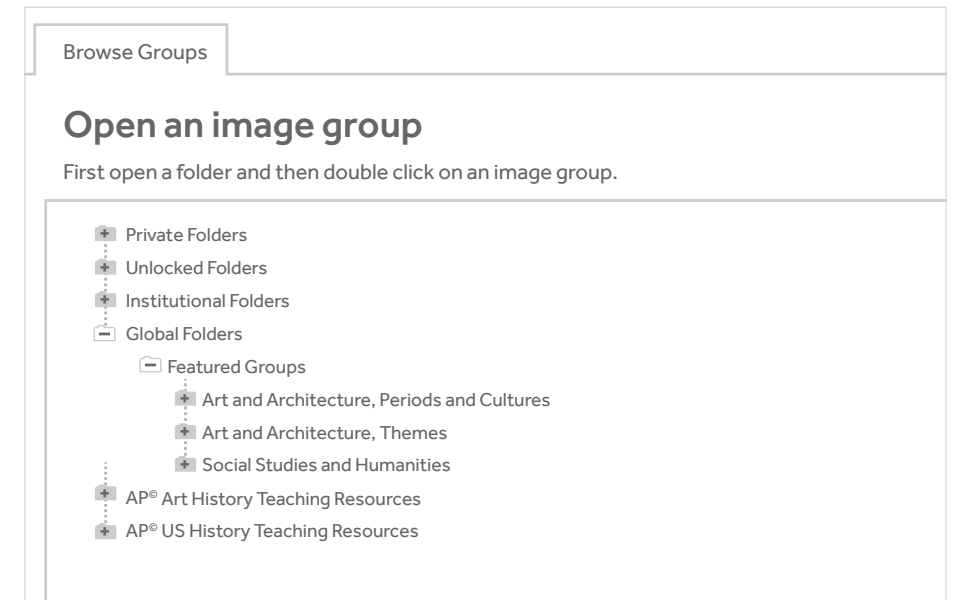 Browse Groups
Open an image group
First open a folder and then double click on an image group.
Private Folders
Unlocked Folders
Institutional Folders
Global Folders
Featured Groups
Art and Architecture, Periods and Cultures
Art and Architecture, Themes
Social Studies and Humanities
AP© Art History Teaching Resources
AP© US History Teaching Resources